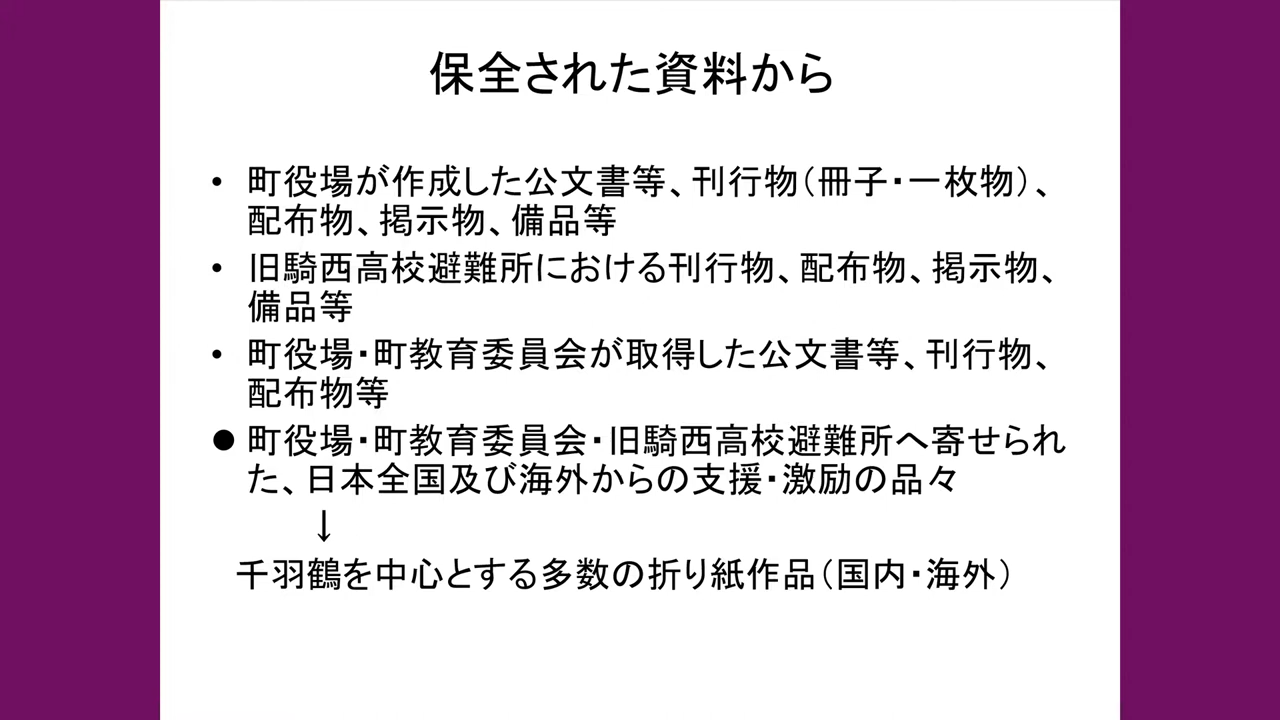 保全された資料から
• 町役場が作成した公文書等、刊行物（冊子・一枚物）、
配布物、掲示物、備品等
• 旧騎西高校避難所における刊行物、配布物、掲示物、
備品等
• 町役場・町教育委員会が取得した公文書等、刊行物、
配布物等
● 町役場・町教育委員会・旧騎西高校避難所へ寄せられ
た、日本全国及び海外からの支援・激励の品々
↓
千羽鶴を中心とする多数の折り紙作品（国内・海外）